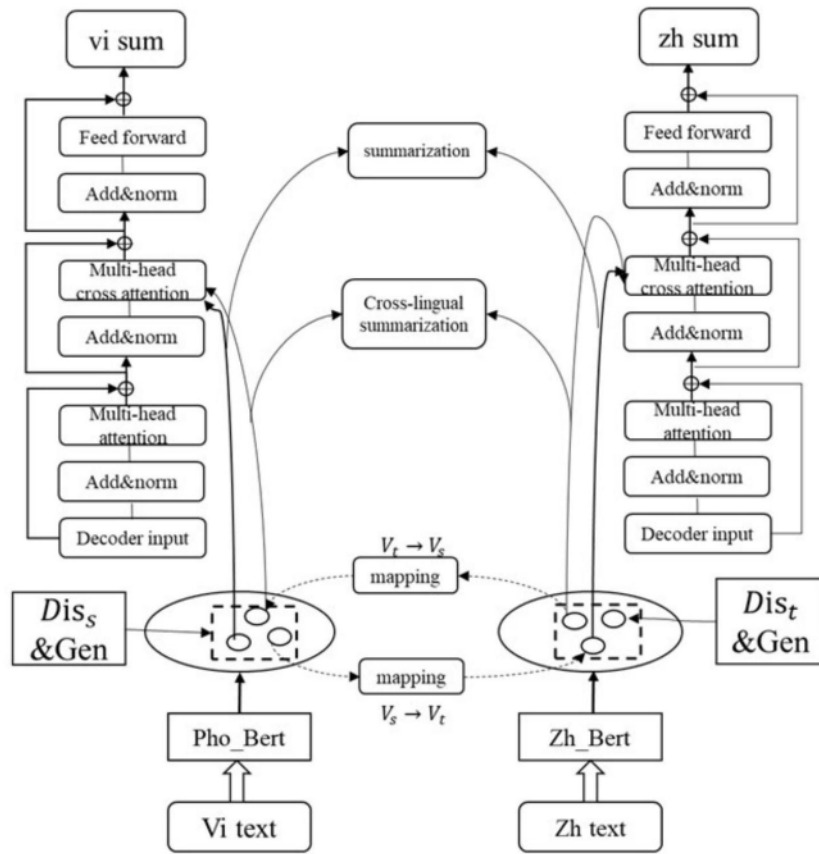 vi sum
Feed forward
Add&norm
Multi-head
cross attention
Add&norm
Multi-head
attention
Add&norm
Decoder input
summarization
Cross-lingual
summarization
zh sum
Feed forward
Add&norm
Multi-head
cross attention
Add&norm
Multi-head
attention
Add&norm
Decoder input
V_t → V_s
mapping
Dis_s
&Gen
Dis_t
&Gen
mapping
V_s → V_t
Pho_Bert
Zh_Bert
Vi text
Zh text